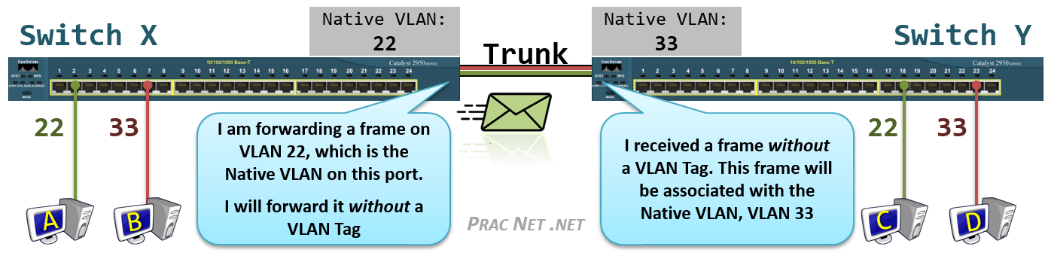 Native VLAN:
22
Native VLAN:
33
Switch X
Trunk
Switch Y
10/100/1000 Base-T
Catalyst 2950 SERIES
10/100/1000 Base-T
Catalyst 2950 SERIES
1 2 3 4 5 6 7 8 9 10 11 12 13 14 15 16 17 18 19 20 21 22 23 24
1 2 3 4 5 6 7 8 9 10 11 12 13 14 15 16 17 18 19 20 21 22 23 24
22
33
I am forwarding a frame on
VLAN 22, which is the
Native VLAN on this port.
I will forward it without a
VLAN Tag
I received a frame without
a VLAN Tag. This frame will
be associated with the
Native VLAN, VLAN 33
22
33
A
B
PRAC NET .NET
C
D